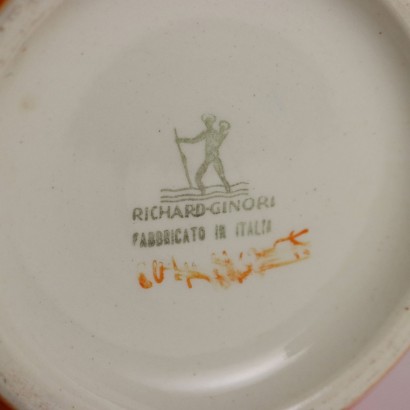 RICHARD-GINORI
FABBRICATO IN ITALIA